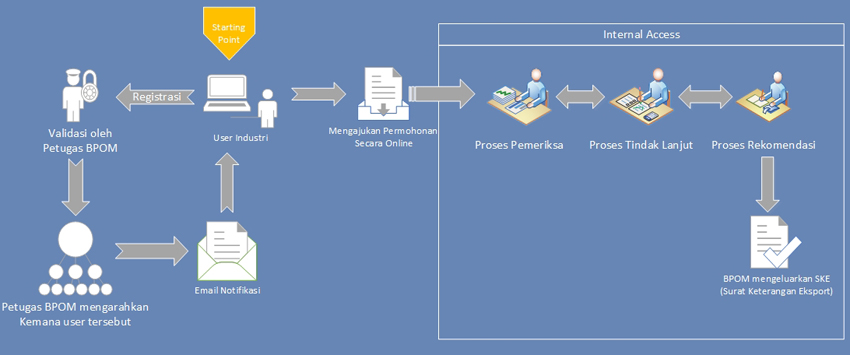 Starting
Point
Internal Access
Registrasi
User Industri
Validasi oleh
Petugas BPOM
Mengajukan Permohonan
Secara Online
Proses Pemeriksa
Proses Tindak Lanjut
Proses Rekomendasi
Petugas BPOM mengarahkan
Kemana user tersebut
Email Notifikasi
BPOM mengeluarkan SKE
(Surat Keterangan Eksport)